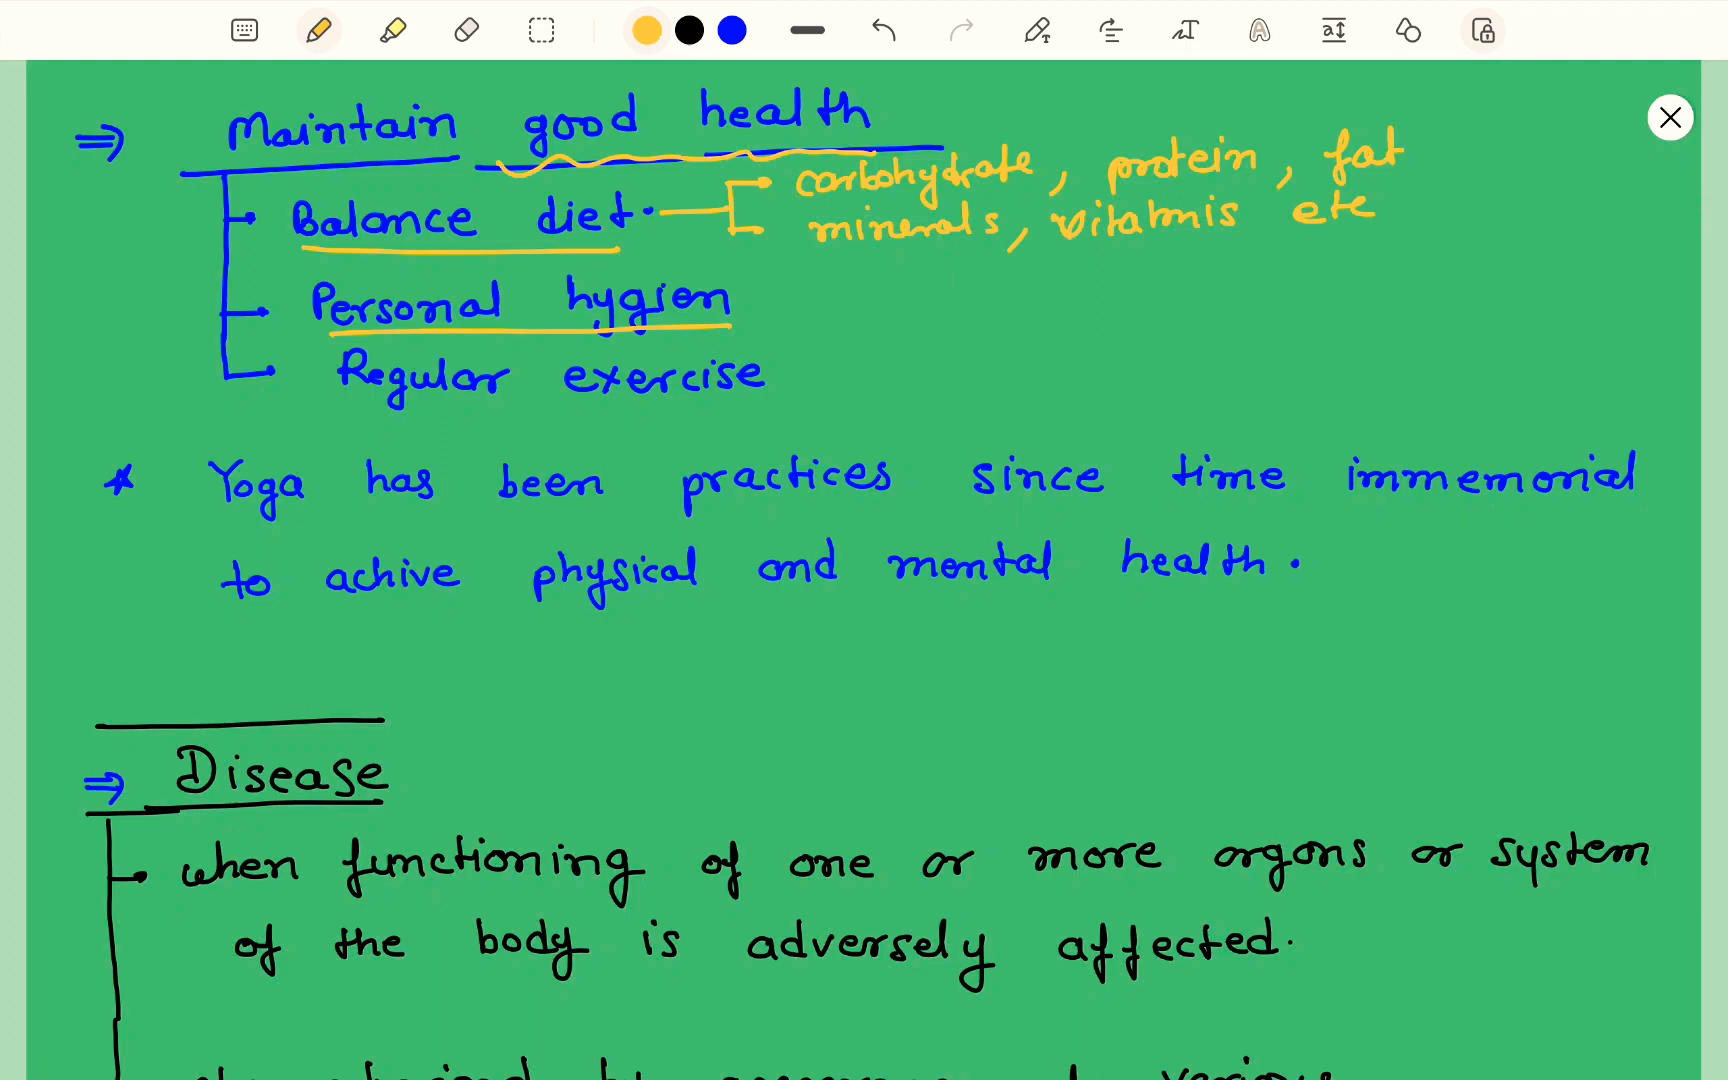 ⇒ Maintain good health
Balance diet. carbohydrate, protein, fat
minerals, vitamnis etc
Personal hygien
Regular exercise
* Yoga has been practices since time immemorial
to achive physical and mental health.
⇒ Disease
when functioning of one or more organs or system
of the body is adversely affected.